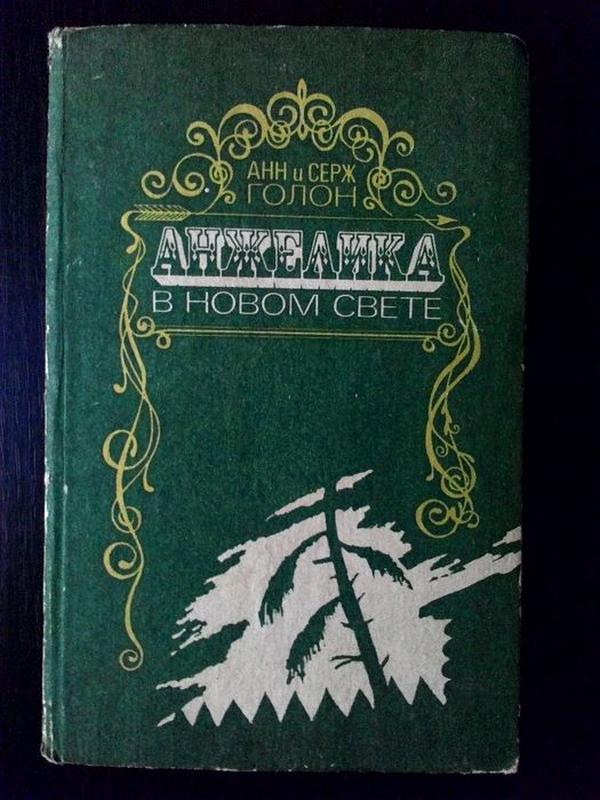 АНН и СЕРЖ
ГОЛОН
АНЖЕЛИКА
В НОВОМ СВЕТЕ